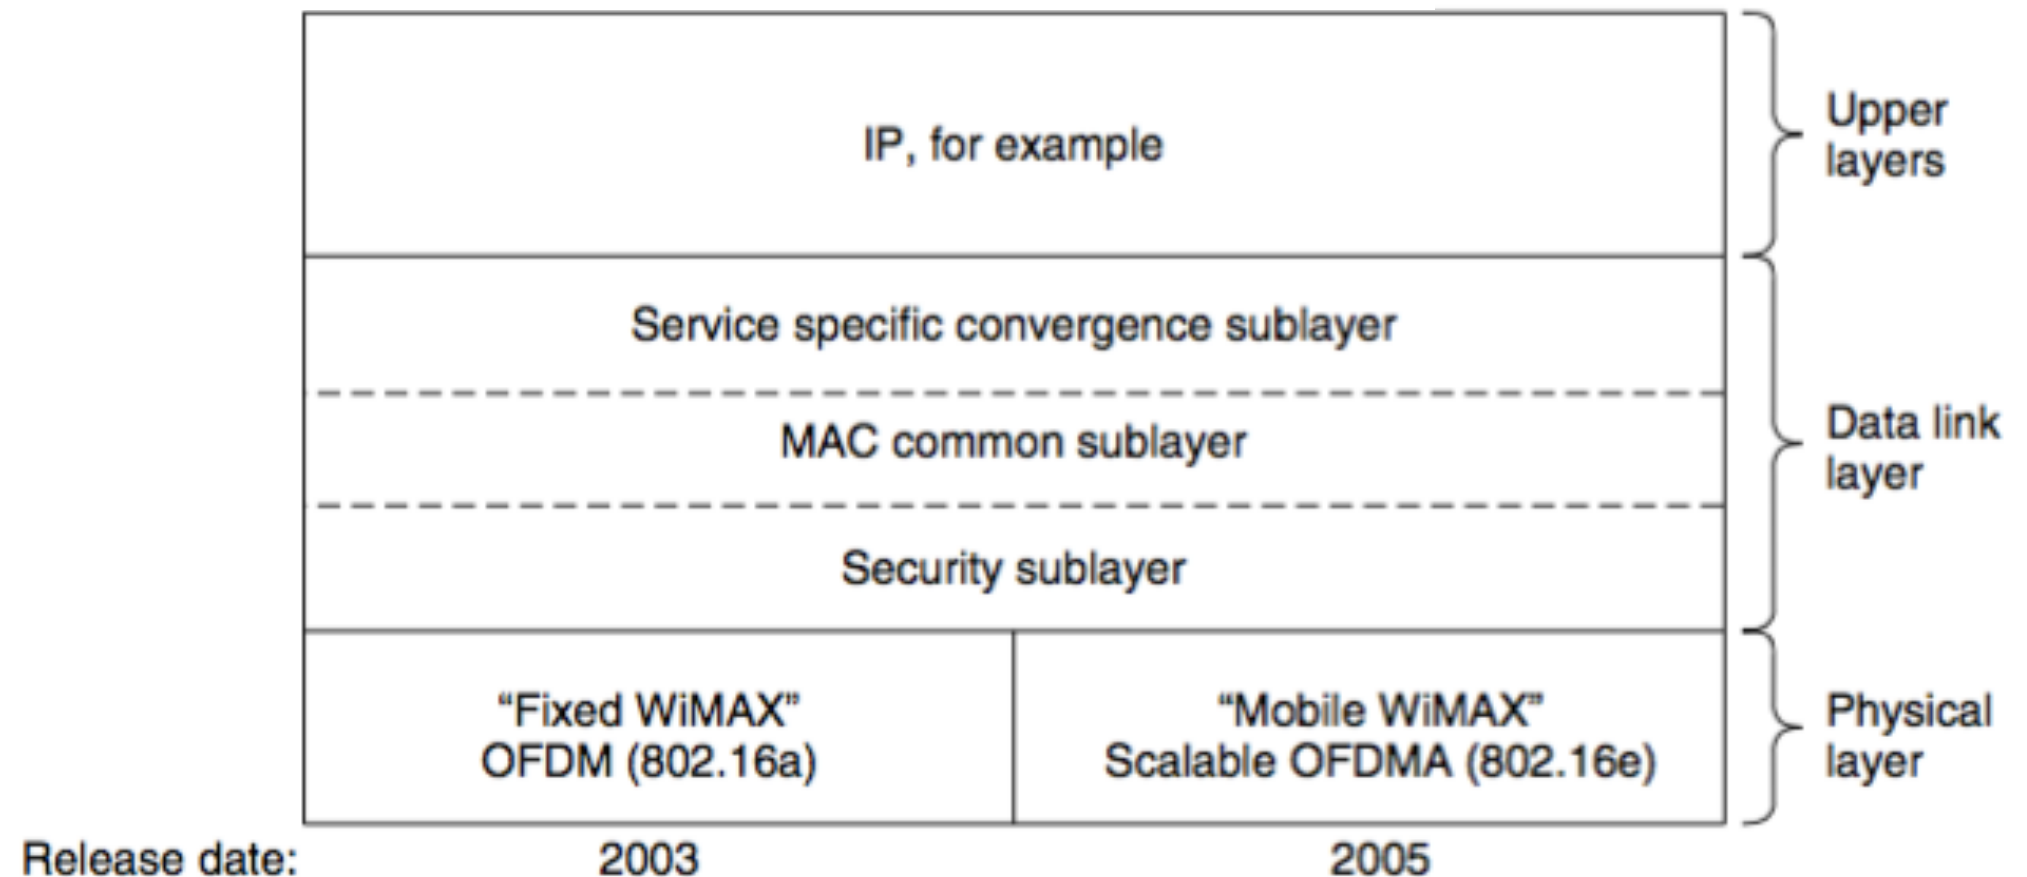 IP, for example
Upper
layers
Service specific convergence sublayer
MAC common sublayer
Security sublayer
Data link
layer
“Fixed WiMAX”
OFDM (802.16a)
“Mobile WiMAX”
Scalable OFDMA (802.16e)
Physical
layer
Release date:
2003
2005